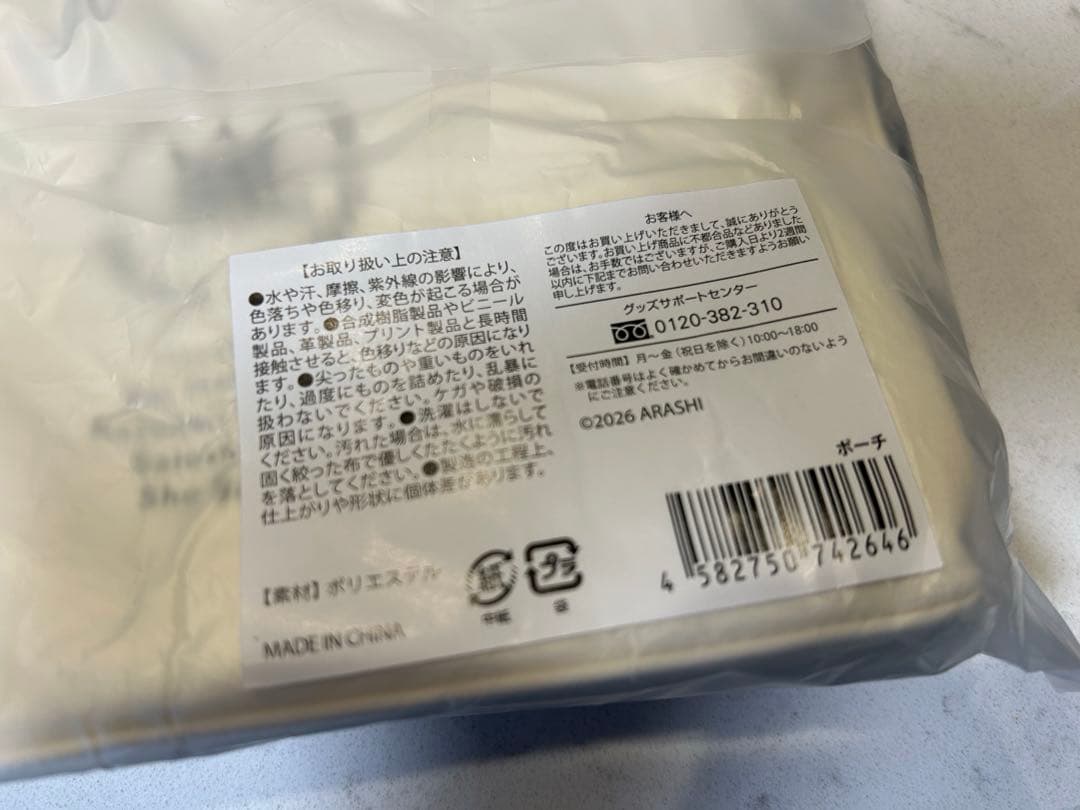 【お取り扱い上の注意】
●水や汗、摩擦、紫外線の影響により、
色落ちや色移り、変色が起こる場合が
あります。●合成樹脂製品やビニール
製品、革製品、プリント製品と長時間
接触させると、色移りなどの原因になり
ます。●尖ったものや重いものをいれ
たり、過度にものを詰めたり、乱暴に
扱わないでください。ケガや破損の
原因になります。●洗濯はしないで
ください。汚れた場合は、水に濡らして
固く絞った布で優しくたたくように汚れ
を落としてください。●製造の工程上、
仕上がりや形状に個体差があります。
【素材】ポリエステル
紙
プラ
台紙
袋
MADE IN CHINA
お客様へ
この度はお買い上げいただきまして、誠にありがとう
ございます。お買い上げ商品に不都合品などありました
場合は、お手数ではございますが、ご購入日より2週間
以内に下記までお問い合わせいただきますようお願い
申し上げます。
グッズサポートセンター
0120-382-310
【受付時間】月〜金(祝日を除く)10:00〜18:00
※電話番号はよく確かめてからお間違いのないよう
にご注意ください。
©2026 ARASHI
ポーチ
4 582750 742646